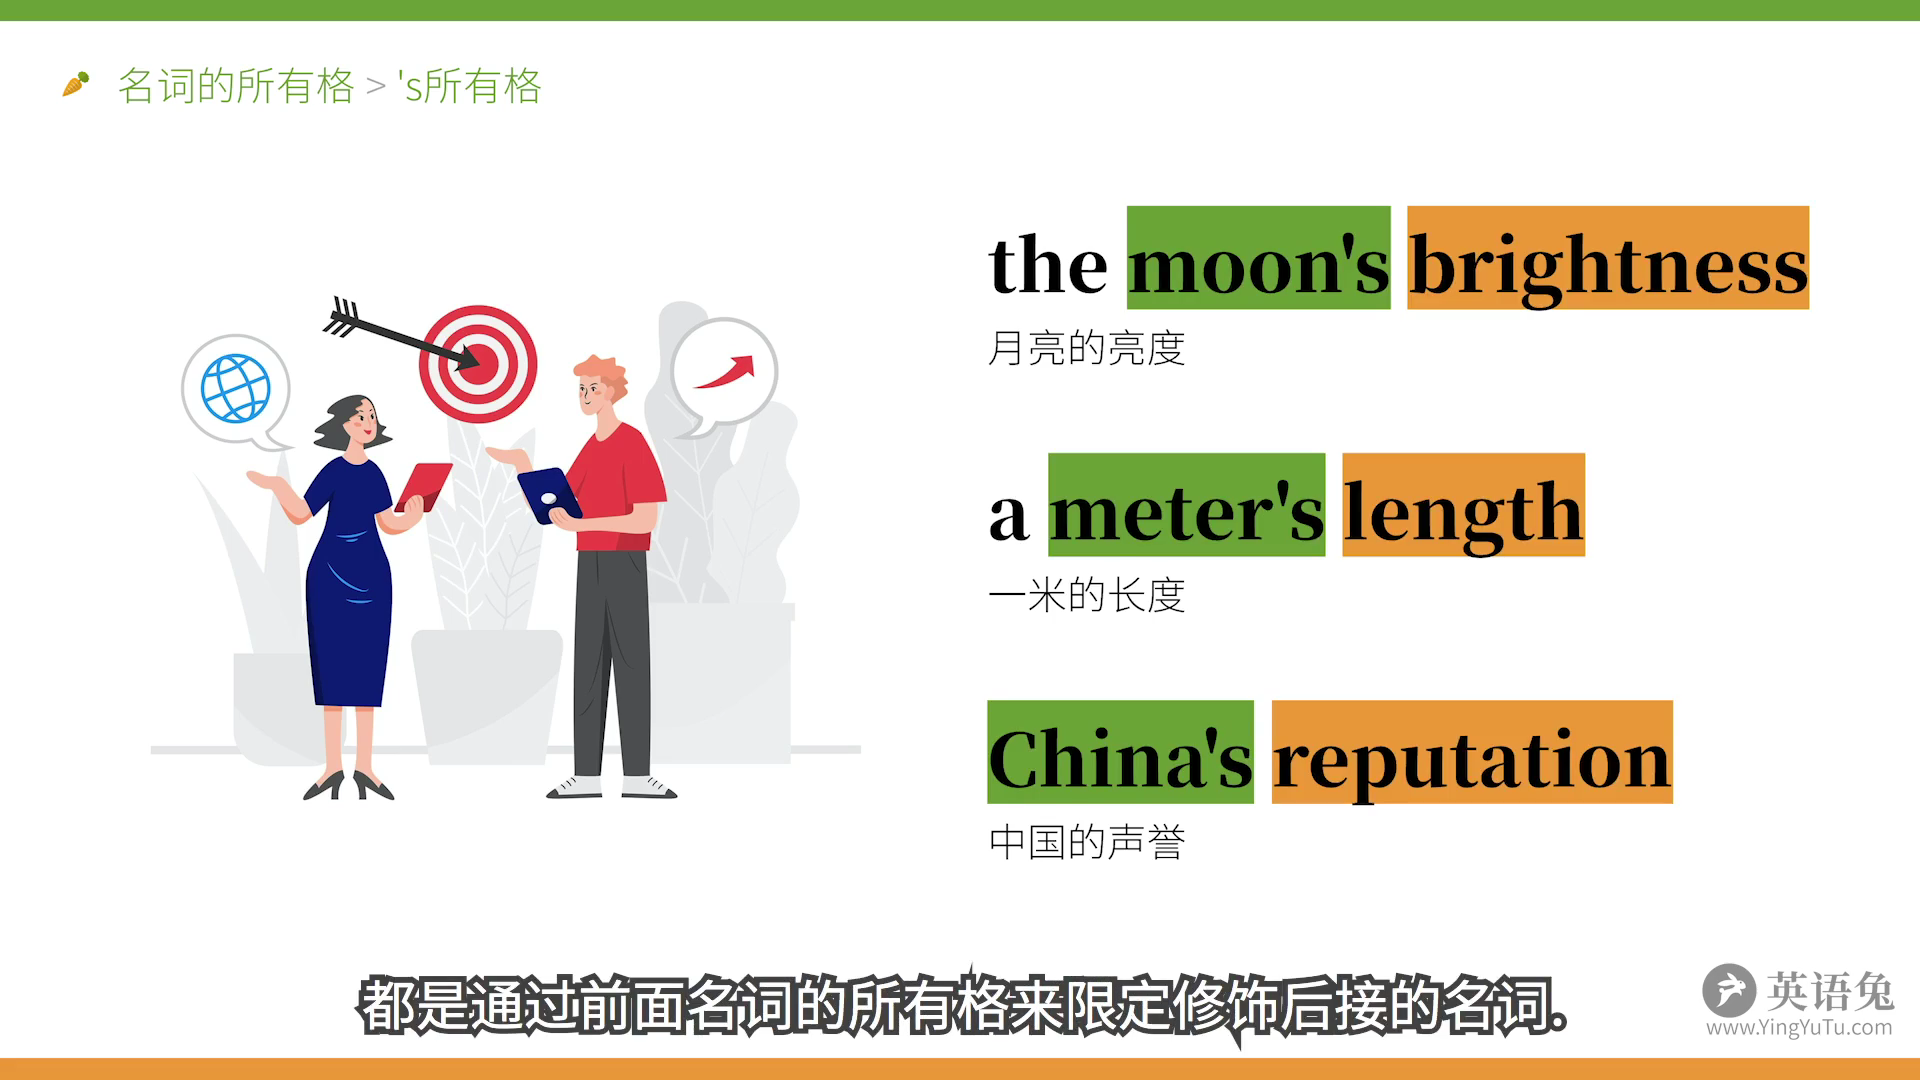 名词的所有格 > 's所有格
the moon's brightness
月亮的亮度
a meter's length
一米的长度
China's reputation
中国的声誉
都是通过前面名词的所有格来限定修饰后接的名词.
英语兔
www.YingYuTu.com